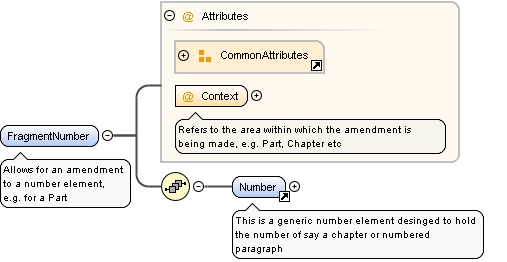 @ Attributes
CommonAttributes
@ Context
Refers to the area within which the amendment is
being made, e.g. Part, Chapter etc
FragmentNumber
Allows for an amendment
to a number element,
e.g. for a Part
Number
This is a generic number element desinged to hold
the number of say a chapter or numbered
paragraph